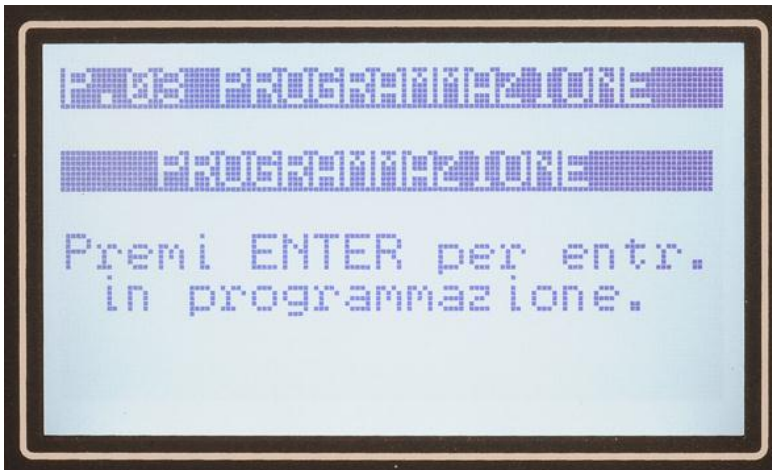 P.03 PROGRAMMAZIONE
PROGRAMMAZIONE
Premi ENTER per entr.
in programmazione.